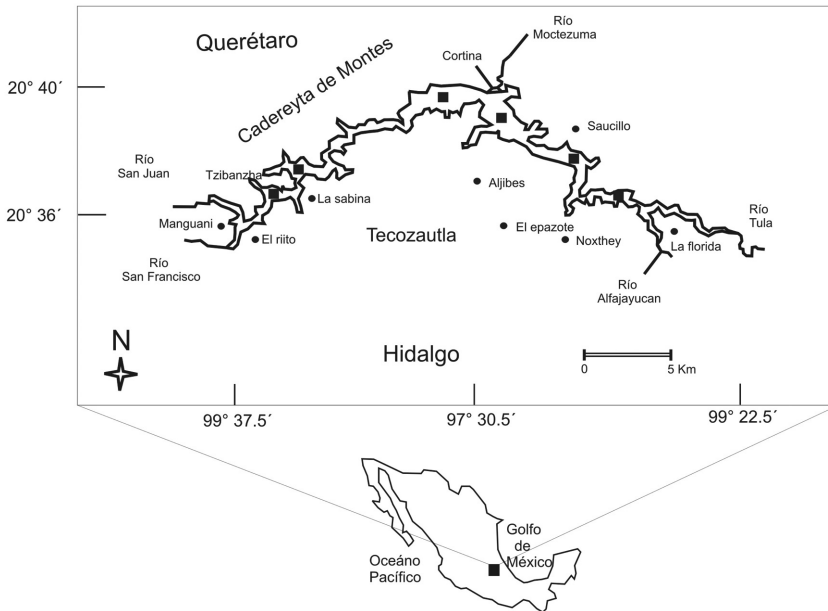 Querétaro
Cadereyta de Montes
Río
Moctezuma
Cortina
20° 40´
Saucillo
Río
San Juan
Tzibanzha
La sabina
Aljibes
20° 36´
Manguani
El riito
Tecozautla
El epazote
Noxthey
La florida
Río
Tula
Río
San Francisco
Río
Alfajayucan
N
Hidalgo
0
5 Km
99° 37.5´
97° 30.5´
99° 22.5´
Golfo
de
México
Oceáno
Pacífico